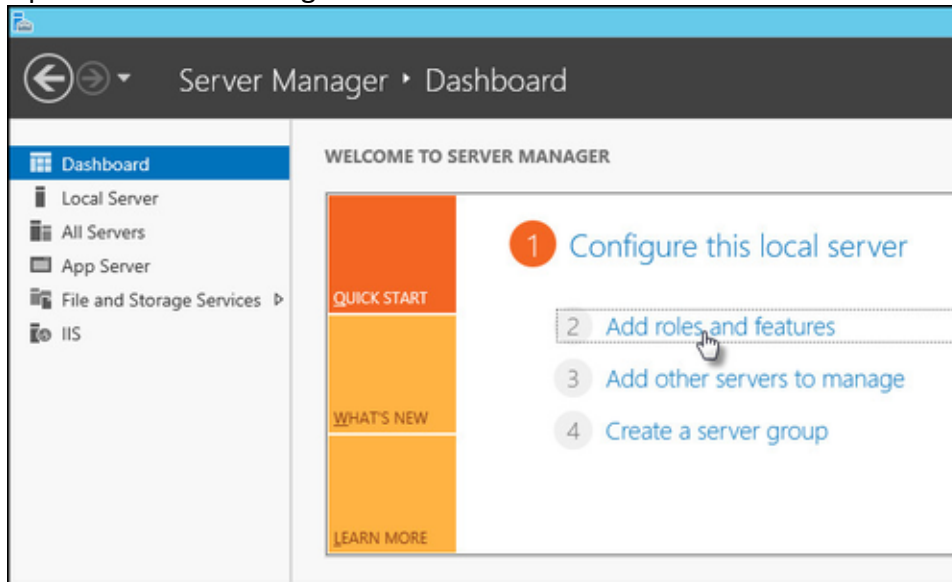 Server Manager • Dashboard
Dashboard
Local Server
All Servers
App Server
File and Storage Services
IIS
WELCOME TO SERVER MANAGER
QUICK START
WHAT'S NEW
LEARN MORE
1 Configure this local server
2 Add roles and features
3 Add other servers to manage
4 Create a server group